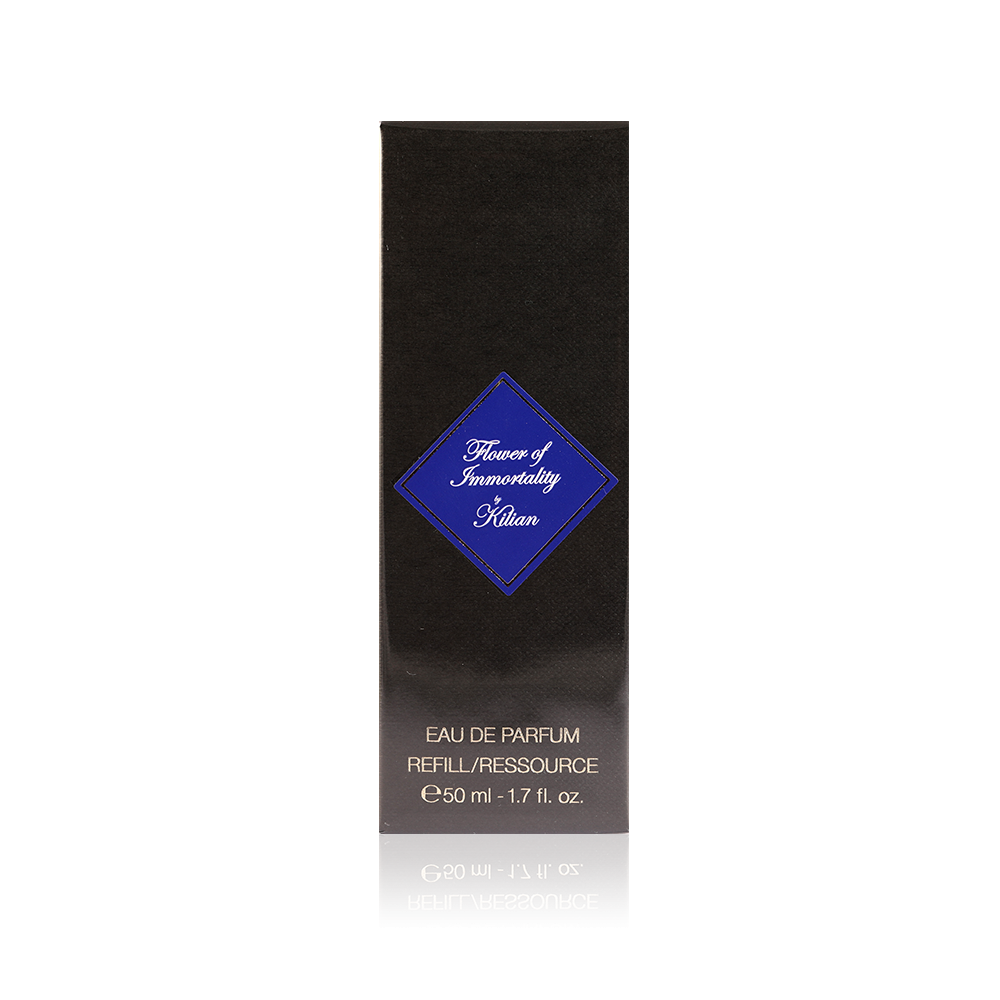 Flower of
Immortality
by
Kilian
EAU DE PARFUM
REFILL/RESSOURCE
℮50 ml - 1.7 fl. oz.